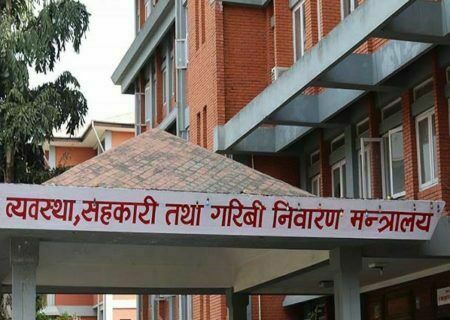 व्यवस्था,सहकारी तथा गरिबी निवारण मन्त्रालय